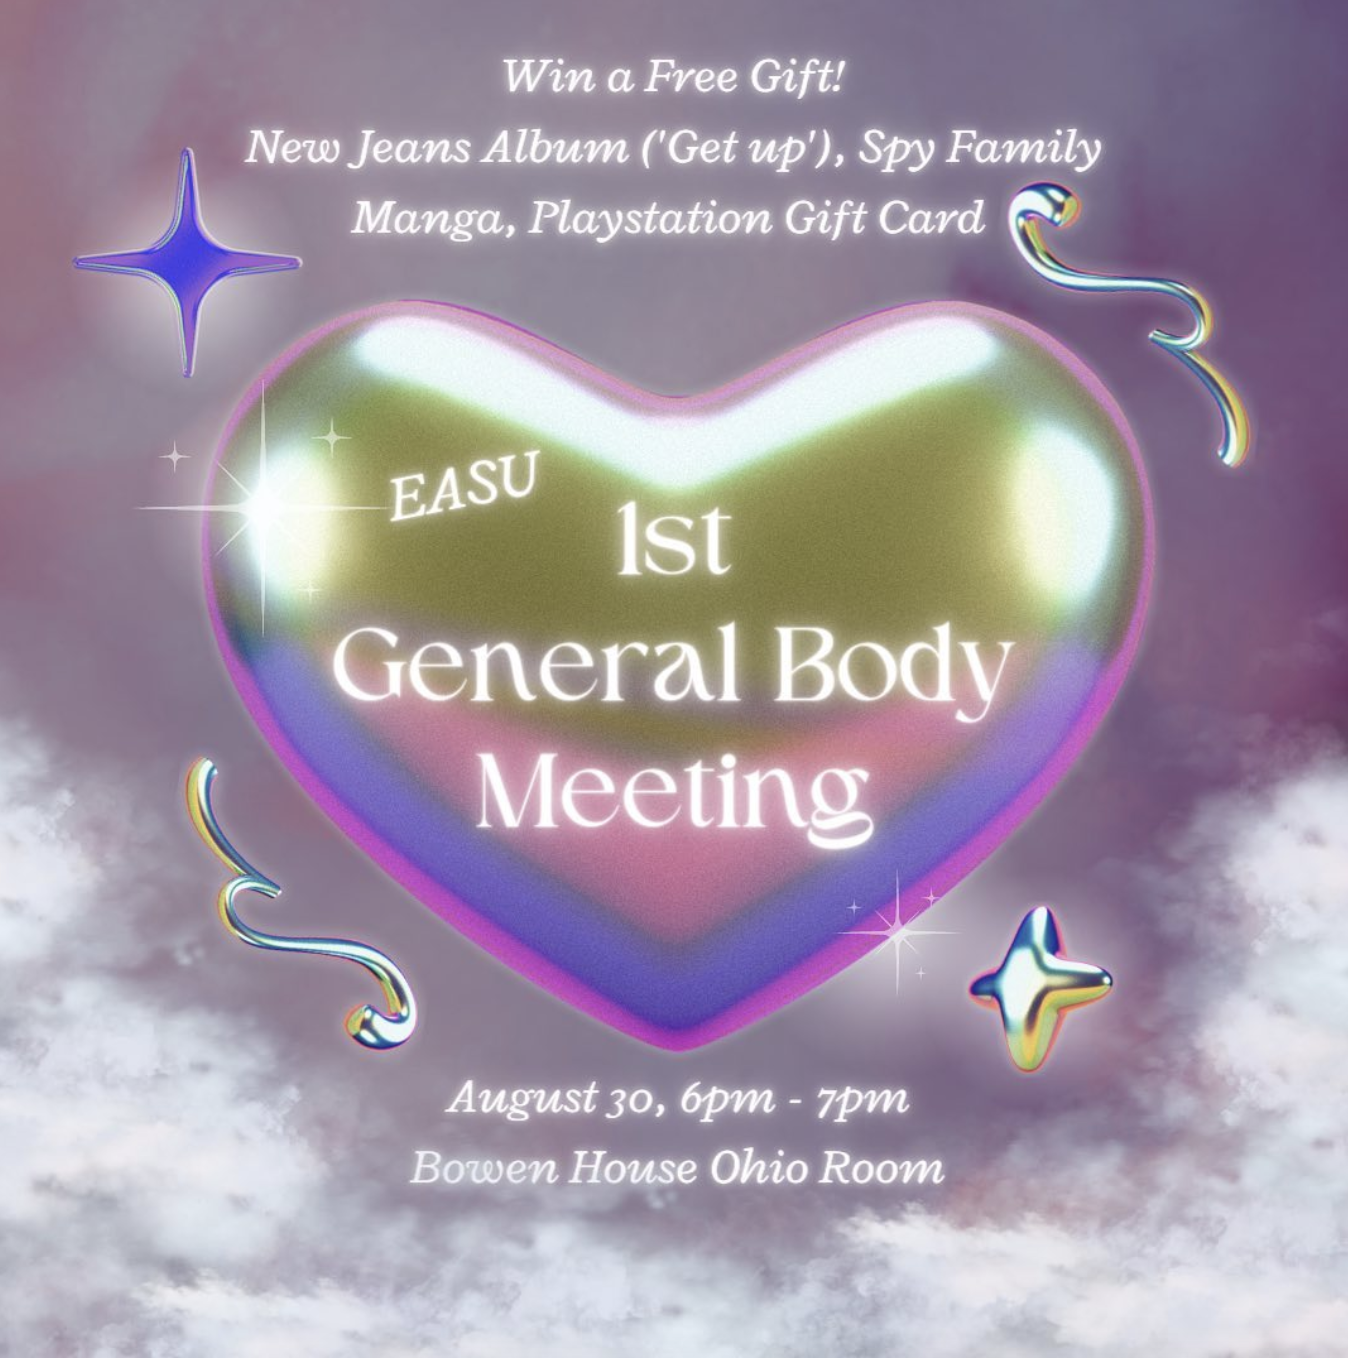 Win a Free Gift!
New Jeans Album ('Get up'), Spy Family
Manga, Playstation Gift Card
EASU
1st
General Body
Meeting
August 30, 6pm - 7pm
Bowen House Ohio Room